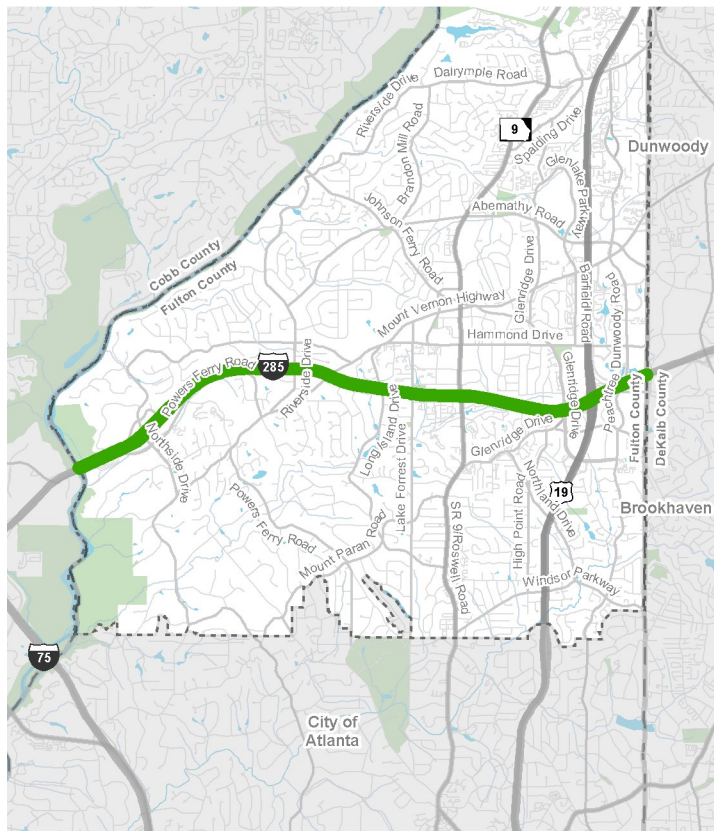 Riverside Drive
Dalrymple Road
9
Spalding Drive
Brannon Mill Road
Glenlake Parkway
Dunwoody
Johnson Ferry Road
Abernathy Road
Cobb County
Fulton County
Glenridge Drive
Barfield Road
Peachtree Dunwoody Road
Mount Vernon Highway
Hammond Drive
Powers Ferry Road
285
Riverside Drive
Glenridge Drive
Fulton County
DeKalb County
Long Island Drive
Lake Forrest Drive
Northside Drive
Glenridge Drive
19
Northland Drive
High Point Road
Powers Ferry Road
Mount Paran Road
SR 9/Roswell Road
Brookhaven
Windsor Parkway
75
City of
Atlanta